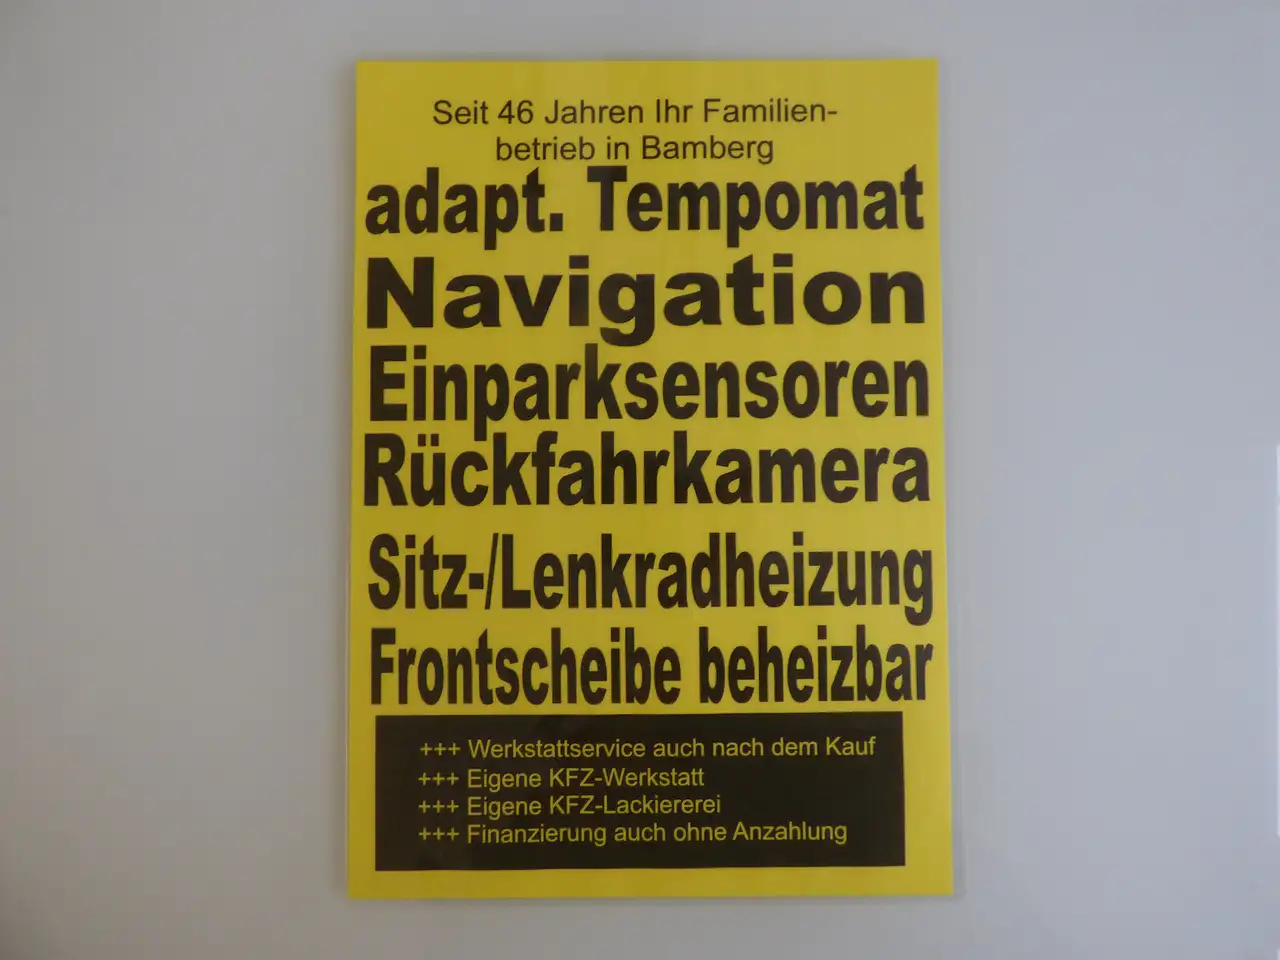 Seit 46 Jahren Ihr Familien-
betrieb in Bamberg
adapt. Tempomat
Navigation
Einparksensoren
Rückfahrkamera
Sitz-/Lenkradheizung
Frontscheibe beheizbar
+++ Werkstattservice auch nach dem Kauf
+++ Eigene KFZ-Werkstatt
+++ Eigene KFZ-Lackiererei
+++ Finanzierung auch ohne Anzahlung